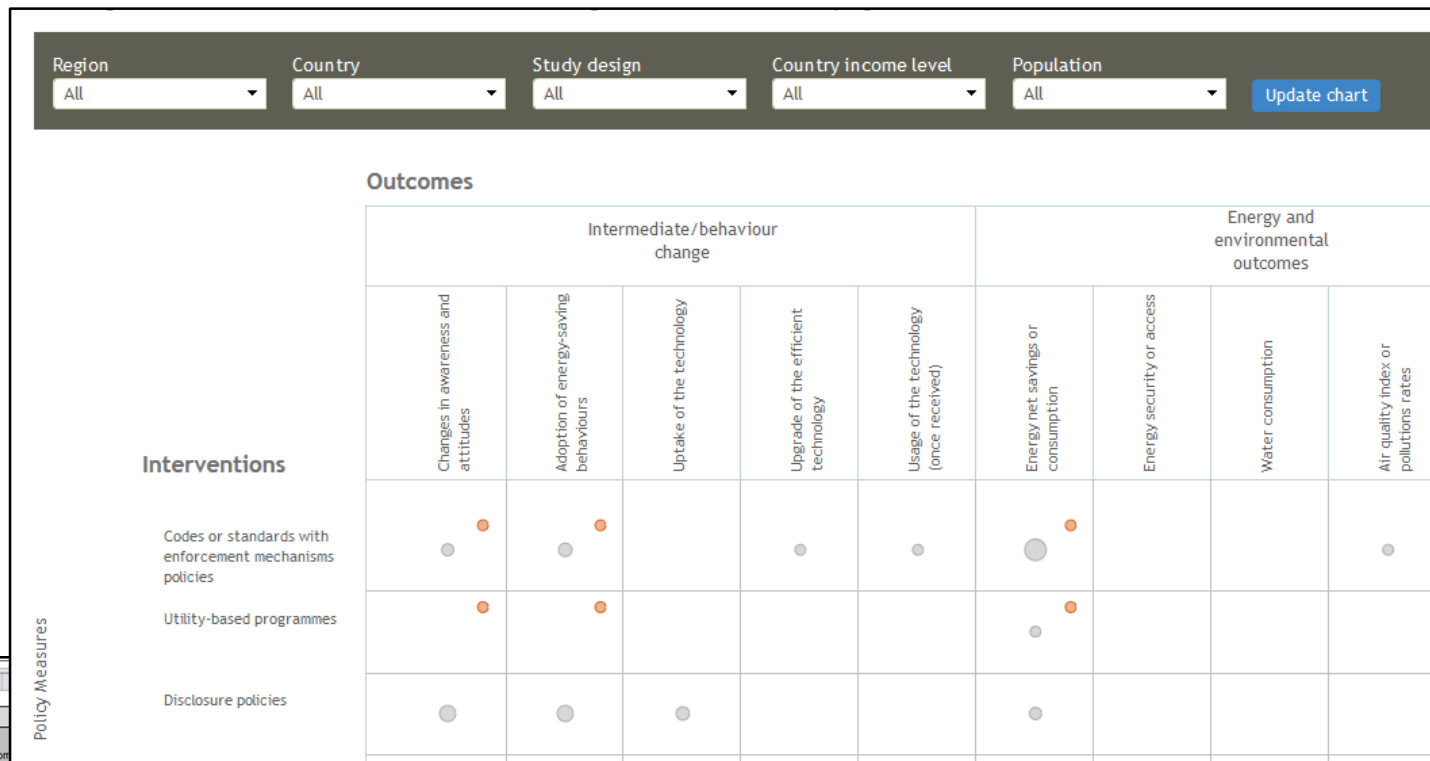 Region
Country
Study design
Country income level
Population
All
All
All
All
All
Update chart
Outcomes
Intermediate/behaviour
change
Energy and
environmental
outcomes
Changes in awareness and
attitudes
Adoption of energy-saving
behaviours
Uptake of the technology
Upgrade of the efficient
technology
Usage of the technology
(once received)
Energy net savings or
consumption
Energy security or access
Water consumption
Air quality index or
pollutions rates
Interventions
Policy Measures
Codes or standards with
enforcement mechanisms
policies
Utility-based programmes
Disclosure policies